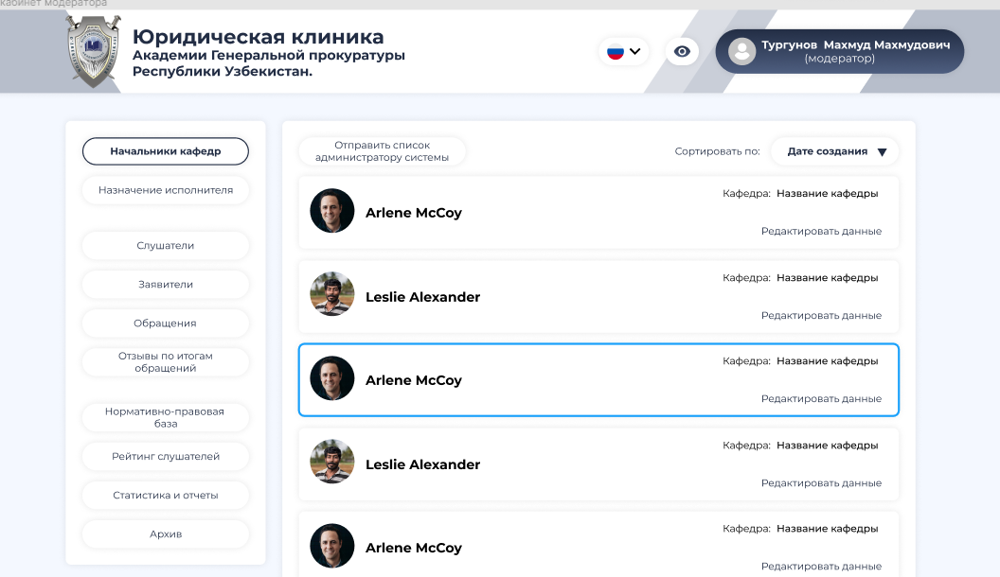 кабинет модератора
Юридическая клиника
Академии Генеральной прокуратуры
Республики Узбекистан.
Тургунов Махмуд Махмудович
(модератор)
Начальники кафедр
Назначение исполнителя
Слушатели
Заявители
Обращения
Отзывы по итогам
обращений
Нормативно-правовая
база
Рейтинг слушателей
Статистика и отчеты
Архив
Отправить список
администратору системы
Сортировать по: Дате создания
Кафедра: Название кафедры
Arlene McCoy
Редактировать данные
Кафедра: Название кафедры
Leslie Alexander
Редактировать данные
Кафедра: Название кафедры
Arlene McCoy
Редактировать данные
Кафедра: Название кафедры
Leslie Alexander
Редактировать данные
Кафедра: Название кафедры
Arlene McCoy
Редактировать данные